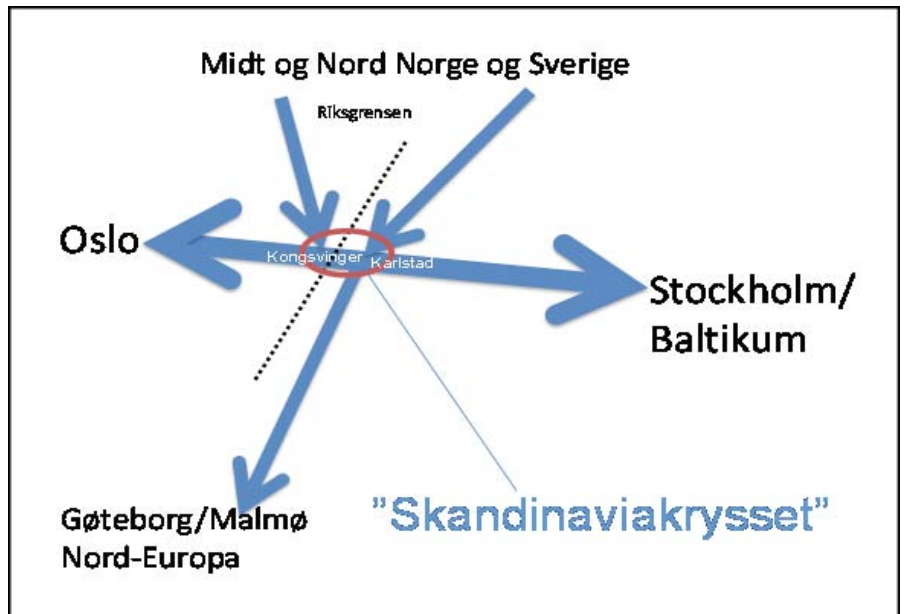 Midt og Nord Norge og Sverige
Riksgrensen
Oslo
Kongsvinger
Karlstad
Stockholm/
Baltikum
Gøteborg/Malmø
Nord-Europa
”Skandinaviakrysset”